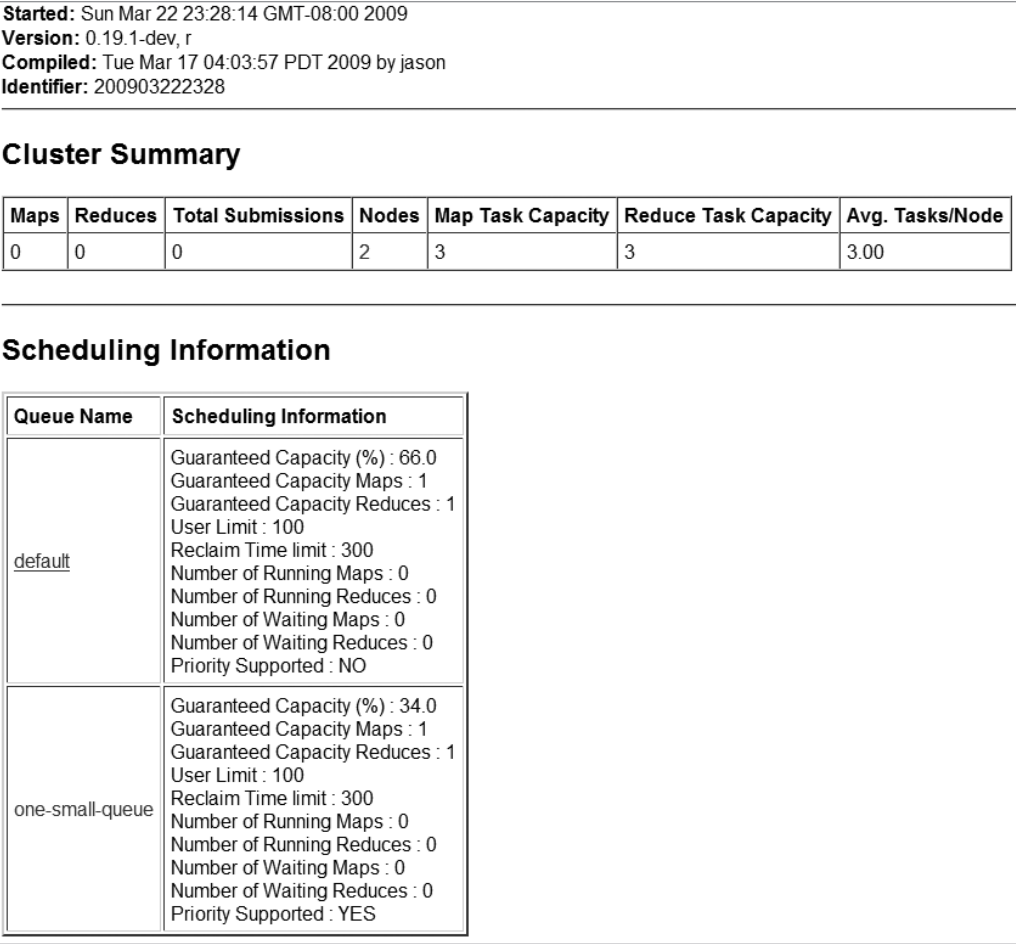 Started: Sun Mar 22 23:28:14 GMT-08:00 2009
Version: 0.19.1-dev, r
Compiled: Tue Mar 17 04:03:57 PDT 2009 by jason
Identifier: 200903222328
Cluster Summary
Maps Reduces Total Submissions Nodes Map Task Capacity Reduce Task Capacity Avg. Tasks/Node
0 0 0 2 3 3 3.00
Scheduling Information
Queue Name Scheduling Information
default
Guaranteed Capacity (%) : 66.0
Guaranteed Capacity Maps : 1
Guaranteed Capacity Reduces : 1
User Limit : 100
Reclaim Time limit : 300
Number of Running Maps : 0
Number of Running Reduces : 0
Number of Waiting Maps : 0
Number of Waiting Reduces : 0
Priority Supported : NO
one-small-queue
Guaranteed Capacity (%) : 34.0
Guaranteed Capacity Maps : 1
Guaranteed Capacity Reduces : 1
User Limit : 100
Reclaim Time limit : 300
Number of Running Maps : 0
Number of Running Reduces : 0
Number of Waiting Maps : 0
Number of Waiting Reduces : 0
Priority Supported : YES